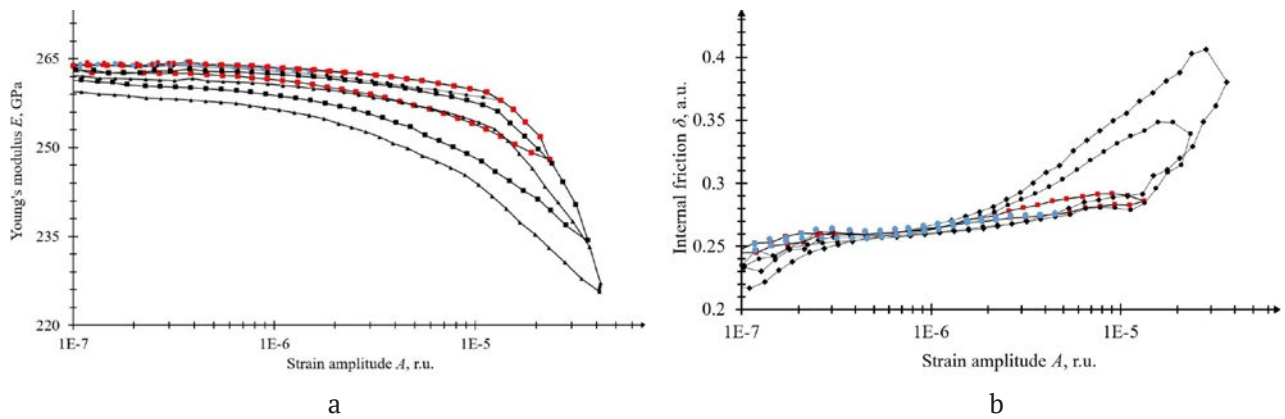 265
250
235
220
Young's modulus E, GPa
1E-7
1E-6
1E-5
Strain amplitude A, r.u.
a
0.4
0.35
0.3
0.25
0.2
Internal friction δ, a.u.
1E-7
1E-6
1E-5
Strain amplitude A, r.u.
b